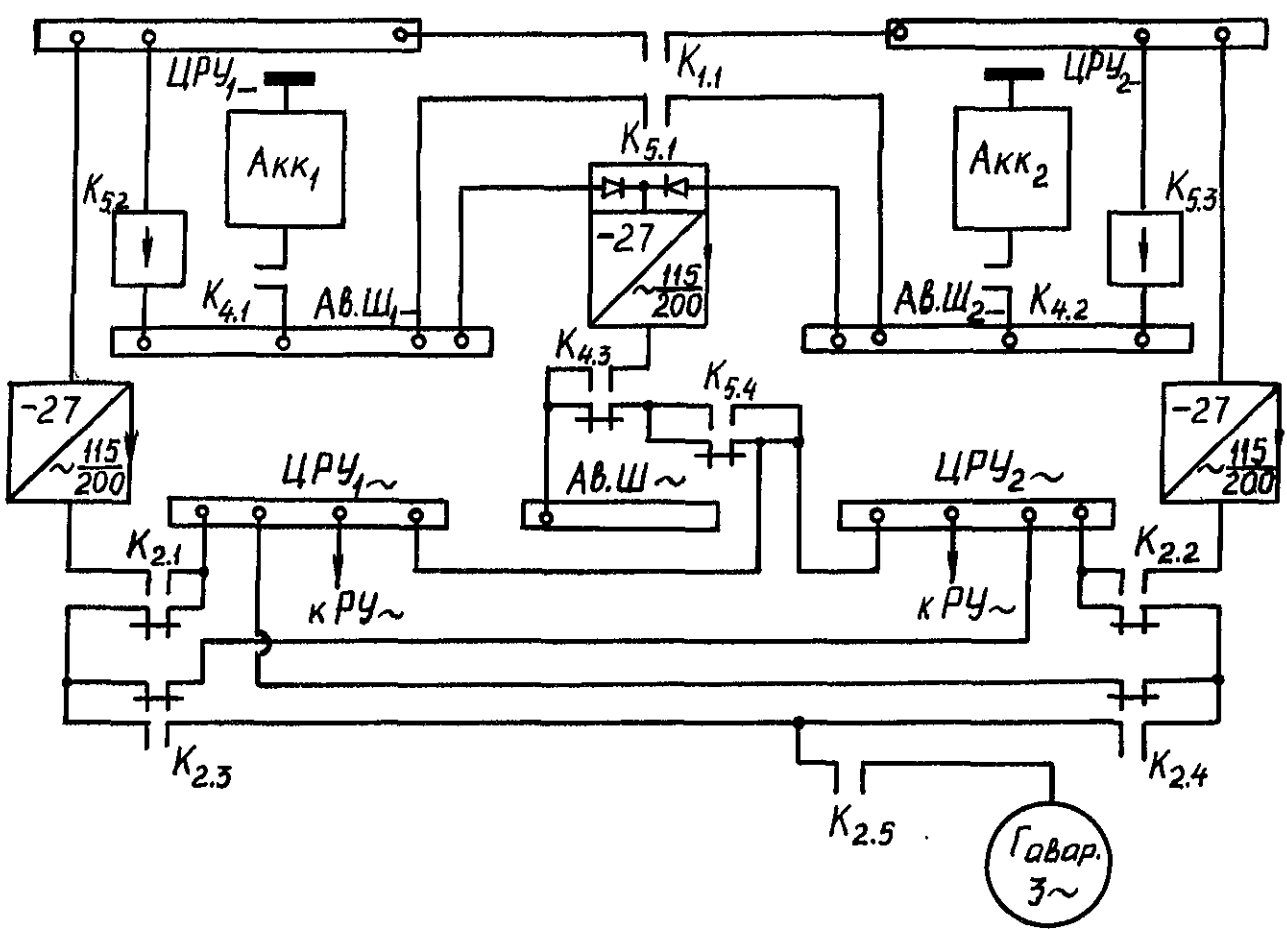 ЦРУ1–
К1.1
ЦРУ2–
Акк1
К5.1
Акк2
К5.2
К5.3
–27
~115/200
К4.1
Ав.Ш1–
Ав.Ш2–
К4.2
К4.3
К5.4
–27
~115/200
–27
~115/200
ЦРУ1~
Ав.Ш~
ЦРУ2~
К2.1
К2.2
к РУ~
к РУ~
К2.3
К2.4
К2.5
Гавар.
3~